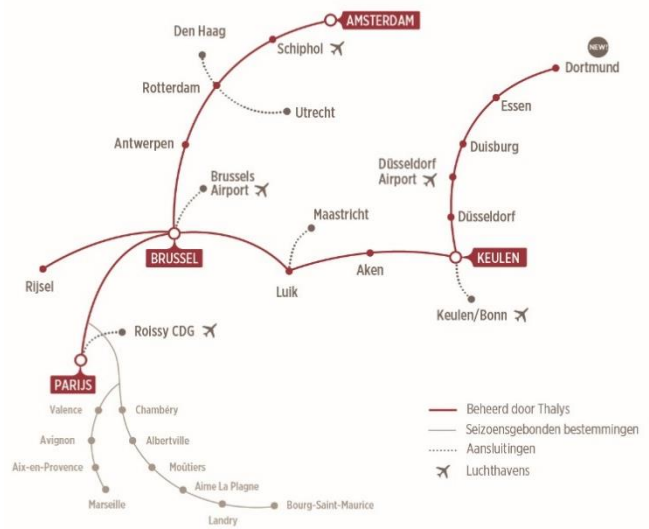 AMSTERDAM
Den Haag
Schiphol
NEW!
Dortmund
Rotterdam
Essen
Utrecht
Antwerpen
Duisburg
Düsseldorf
Airport
Brussels
Airport
Maastricht
Düsseldorf
BRUSSEL
KEULEN
Aken
Rijsel
Luik
Keulen/Bonn
Roissy CDG
PARIJS
Valence
Chambéry
Beheerd door Thalys
Seizoensgebonden bestemmingen
Avignon
Albertville
Aansluitingen
Aix-en-Provence
Moûtiers
Luchthavens
Aime La Plagne
Marseille
Bourg-Saint-Maurice
Landry